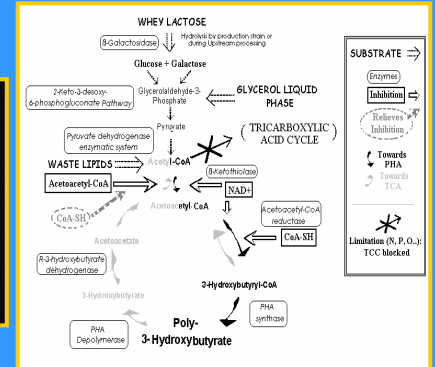 WHEY LACTOSE
ß-Galactosidase
Hydrolysis by production strain or
during Upstream processing
Glucose + Galactose
2-Keto-3-desoxy-
6-phosphogluconate Pathway
Glycerolaldehyde-3-
Phosphate
GLYCEROL LIQUID
PHASE
Pyruvate
Pyruvate dehydrogenase
enzymatic system
( TRICARBOXYLIC
ACID CYCLE )
WASTE LIPIDS
Acetyl-CoA
ß-Ketothiolase
Acetoacetyl-CoA
NAD+
CoA-SH
Acetoacetyl-CoA
Acetoacetyl-CoA
reductase
CoA-SH
Acetoacetate
R-3-hydroxybutyrate
dehydrogenase
3-Hydroxybutyrate
3-Hydroxybutyryl-CoA
PHA
synthase
PHA
Depolymerase
Poly-
3-Hydroxybutyrate
SUBSTRATE
Enzymes
Inhibition
Relieves
Inhibition
Towards
PHA
Towards
TCA
Limitation (N, P, O..):
TCC blocked